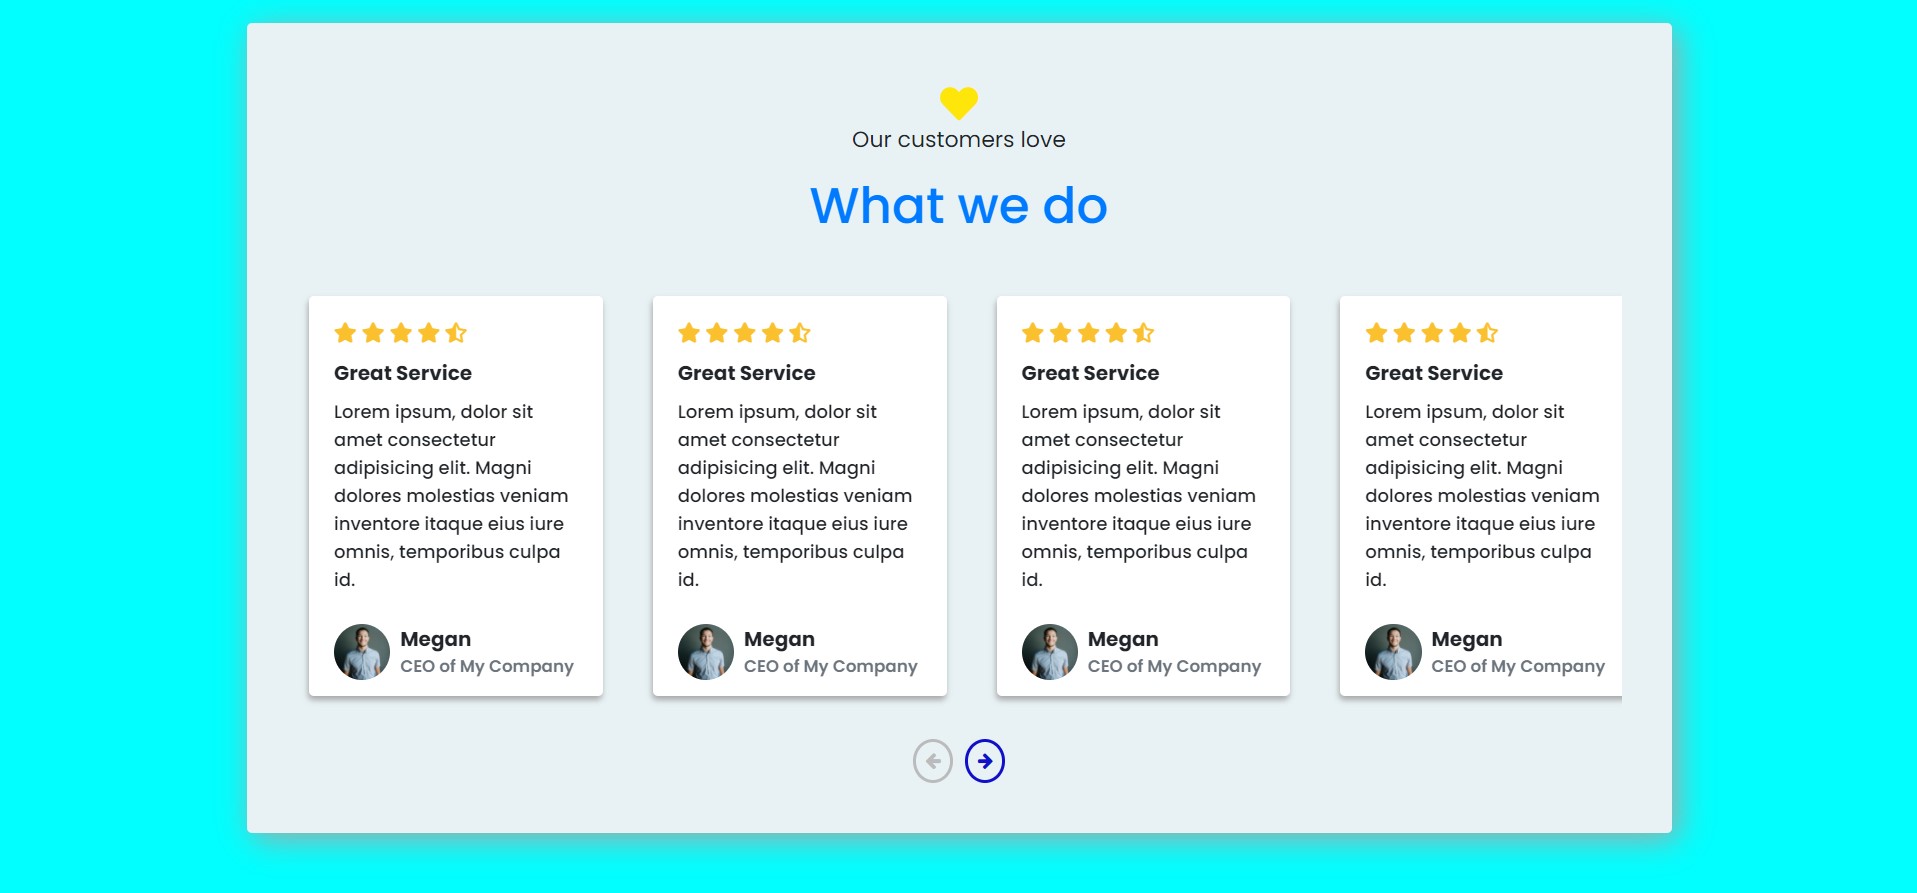 Our customers love
What we do
Great Service
Lorem ipsum, dolor sit
amet consectetur
adipisicing elit. Magni
dolores molestias veniam
inventore itaque eius iure
omnis, temporibus culpa
id.
Megan
CEO of My Company
Great Service
Lorem ipsum, dolor sit
amet consectetur
adipisicing elit. Magni
dolores molestias veniam
inventore itaque eius iure
omnis, temporibus culpa
id.
Megan
CEO of My Company
Great Service
Lorem ipsum, dolor sit
amet consectetur
adipisicing elit. Magni
dolores molestias veniam
inventore itaque eius iure
omnis, temporibus culpa
id.
Megan
CEO of My Company
Great Service
Lorem ipsum, dolor sit
amet consectetur
adipisicing elit. Magni
dolores molestias veniam
inventore itaque eius iure
omnis, temporibus culpa
id.
Megan
CEO of My Company